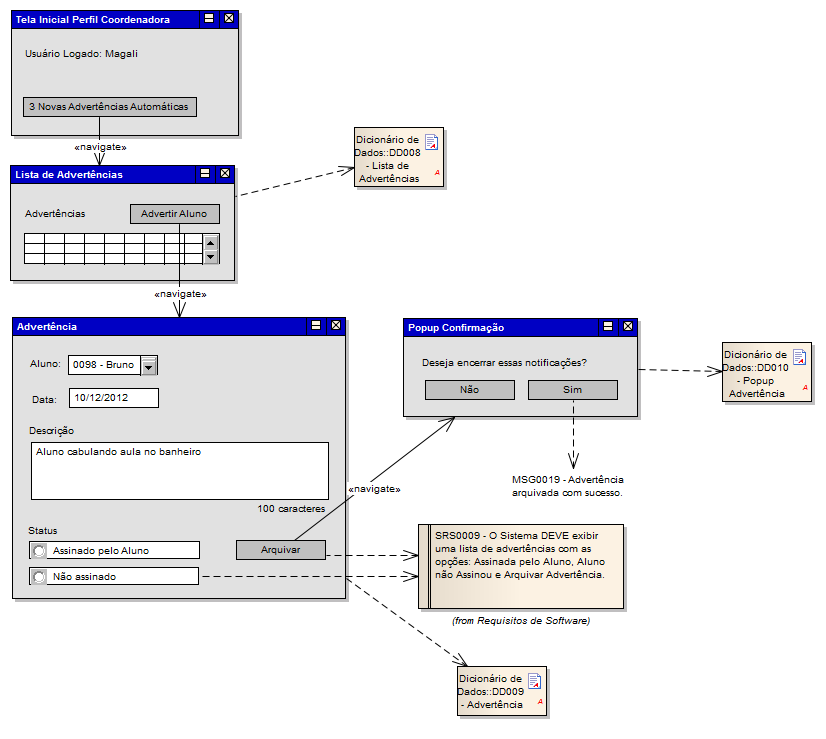 Tela Inicial Perfil Coordenadora
Usuário Logado: Magali
3 Novas Advertências Automáticas
«navigate»
Lista de Advertências
Advertências
Advertir Aluno
Dicionário de
Dados::DD008
- Lista de
Advertências
A
«navigate»
Advertência
Aluno:
0098 - Bruno
Data:
10/12/2012
Descrição
Aluno cabulando aula no banheiro
100 caracteres
Status
Assinado pelo Aluno
Não assinado
Arquivar
«navigate»
Popup Confirmação
Deseja encerrar essas notificações?
Não
Sim
Dicionário de
Dados::DD010
- Popup
Advertência
A
MSG0019 - Advertência
arquivada com sucesso.
SRS0009 - O Sistema DEVE exibir
uma lista de advertências com as
opções: Assinada pelo Aluno, Aluno
não Assinou e Arquivar Advertência.
(from Requisitos de Software)
Dicionário de
Dados::DD009
- Advertência
A